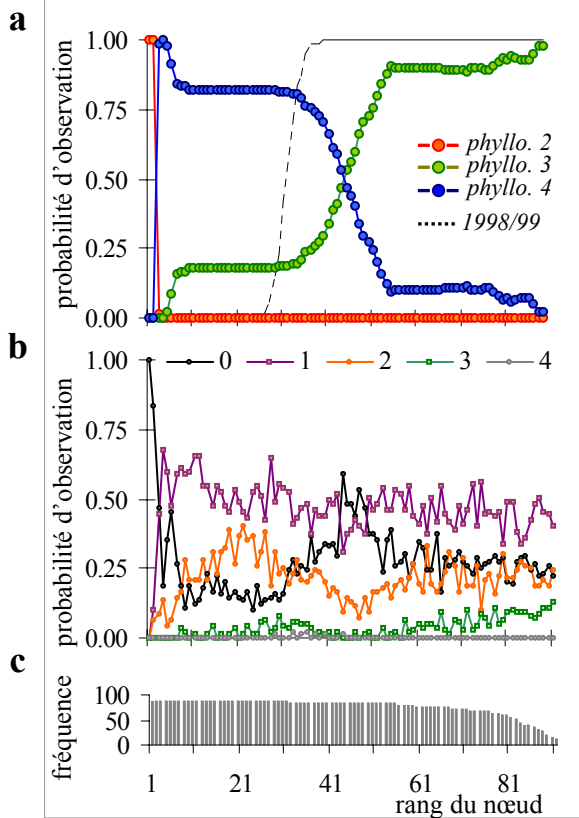 a
probabilité d'observation
1.00
0.75
0.50
0.25
0.00
phyllo. 2
phyllo. 3
phyllo. 4
1998/99
b
probabilité d'observation
0 1 2 3 4
1.00
0.75
0.50
0.25
0.00
c
fréquence
100
50
0
1 21 41 61 81
rang du nœud